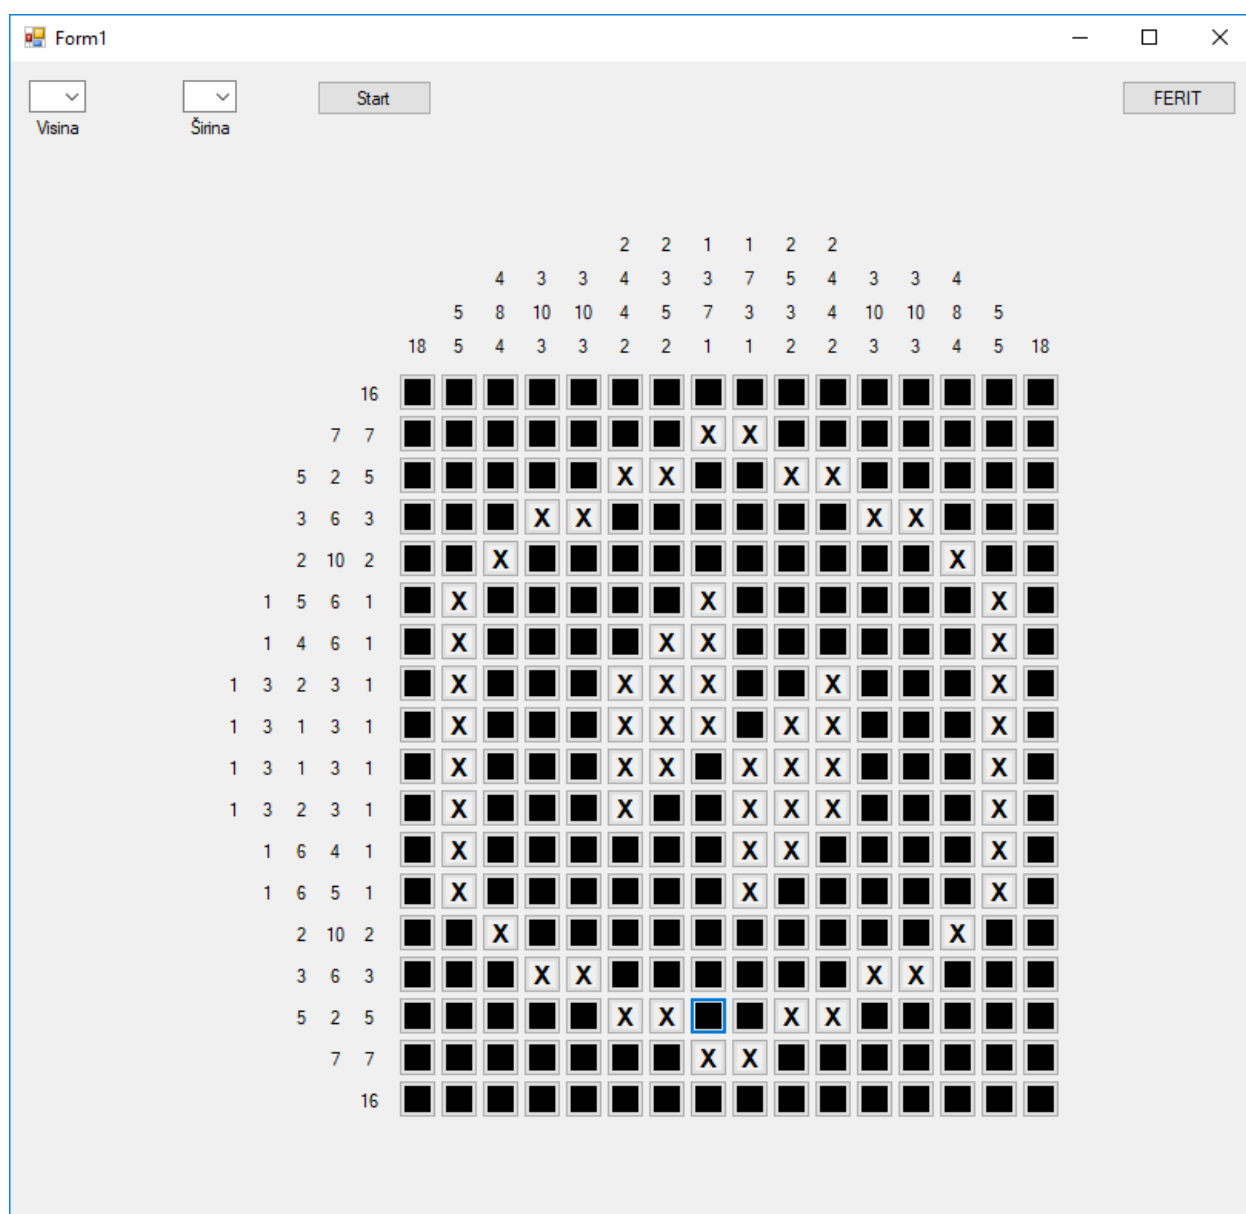 Form1
Start FERIT
Visina Širina
2 2 1 1 2 2
4 3 3 4 3 3 7 5 4 3 3 4
5 8 10 10 4 5 7 3 3 4 10 10 8 5
18 5 4 3 3 2 2 1 1 2 2 3 3 4 5 18
16
7 7 X X
5 2 5 X X X X
3 6 3 X X X X
2 10 2 X X
1 5 6 1 X X X
1 4 6 1 X X X X
1 3 2 3 1 X X X X X X
1 3 1 3 1 X X X X X X X
1 3 1 3 1 X X X X X X X
1 3 2 3 1 X X X X X X
1 6 4 1 X X X X
1 6 5 1 X X X
2 10 2 X X
3 6 3 X X X X
5 2 5 X X X X
7 7 X X
16